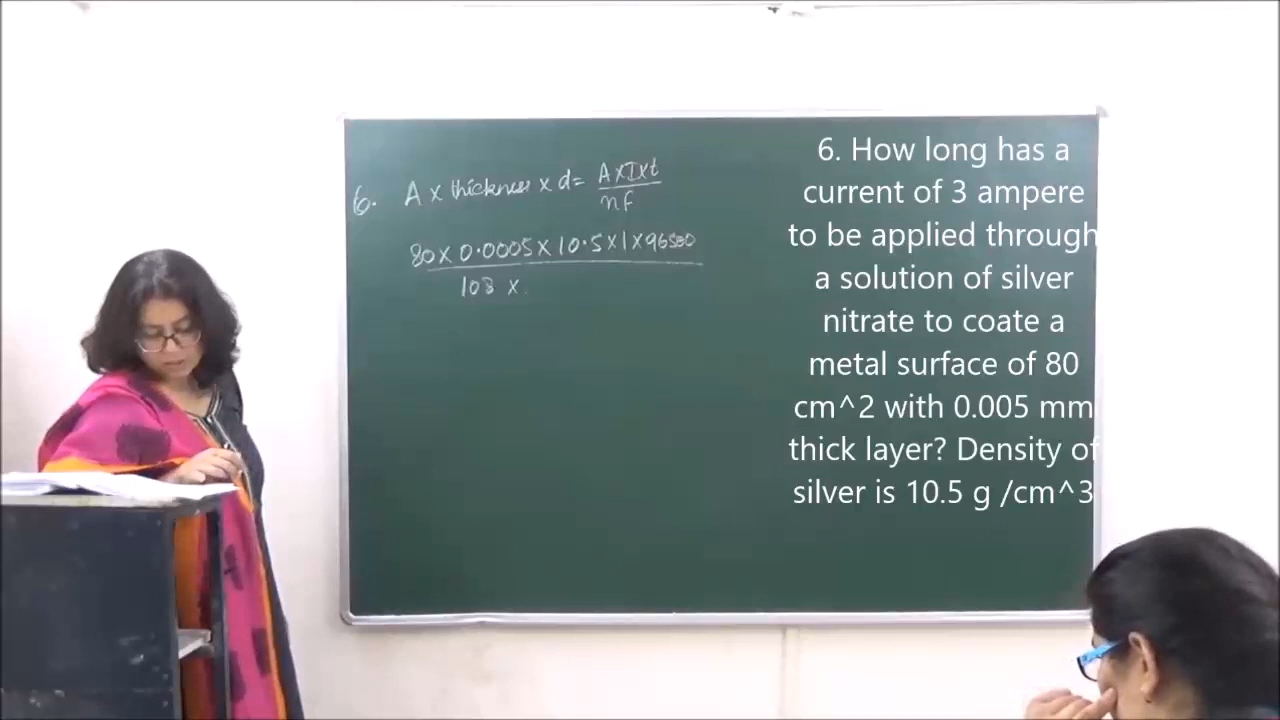 6. A x thickness x d = A x I x t
nF
80 x 0.0005 x 10.5 x 1 x 96500
108 x
6. How long has a
current of 3 ampere
to be applied through
a solution of silver
nitrate to coate a
metal surface of 80
cm^2 with 0.005 mm
thick layer? Density of
silver is 10.5 g /cm^3